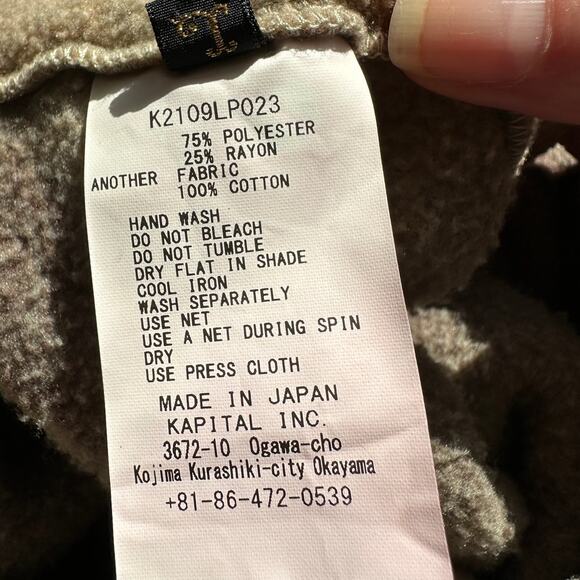 K2109LP023
75% POLYESTER
25% RAYON
ANOTHER FABRIC
100% COTTON
HAND WASH
DO NOT BLEACH
DO NOT TUMBLE
DRY FLAT IN SHADE
COOL IRON
WASH SEPARATELY
USE NET
USE A NET DURING SPIN
DRY
USE PRESS CLOTH
MADE IN JAPAN
KAPITAL INC.
3672-10 Ogawa-cho
Kojima Kurashiki-city Okayama
+81-86-472-0539